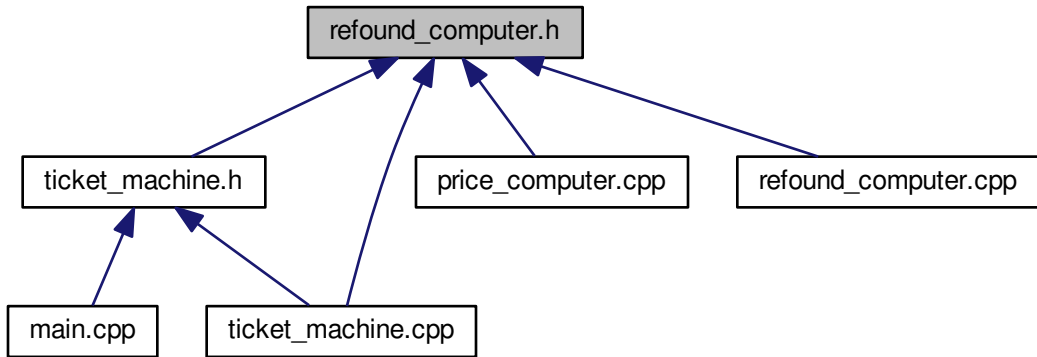 refound_computer.h
ticket_machine.h
price_computer.cpp
refound_computer.cpp
main.cpp
ticket_machine.cpp